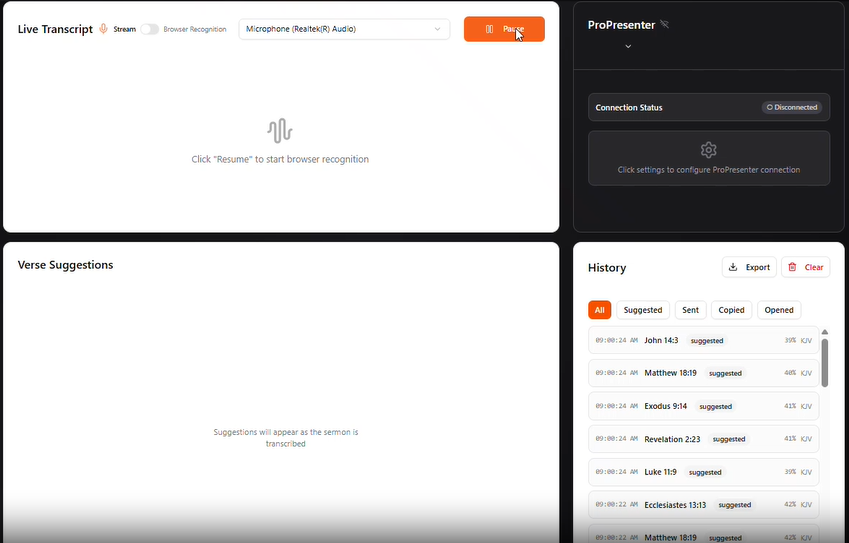 Live Transcript Stream Browser Recognition Microphone (Realtek(R) Audio) Pause
Click "Resume" to start browser recognition
ProPresenter
Connection Status Disconnected
Click settings to configure ProPresenter connection
Verse Suggestions
Suggestions will appear as the sermon is
transcribed
History Export Clear
All Suggested Sent Copied Opened
09:00:24 AM John 14:3 suggested 39% KJV
09:00:24 AM Matthew 18:19 suggested 40% KJV
09:00:24 AM Exodus 9:14 suggested 41% KJV
09:00:24 AM Revelation 2:23 suggested 41% KJV
09:00:24 AM Luke 11:9 suggested 39% KJV
09:00:22 AM Ecclesiastes 13:13 suggested 42% KJV
09:00:22 AM Matthew 18:19 suggested 42% KJV